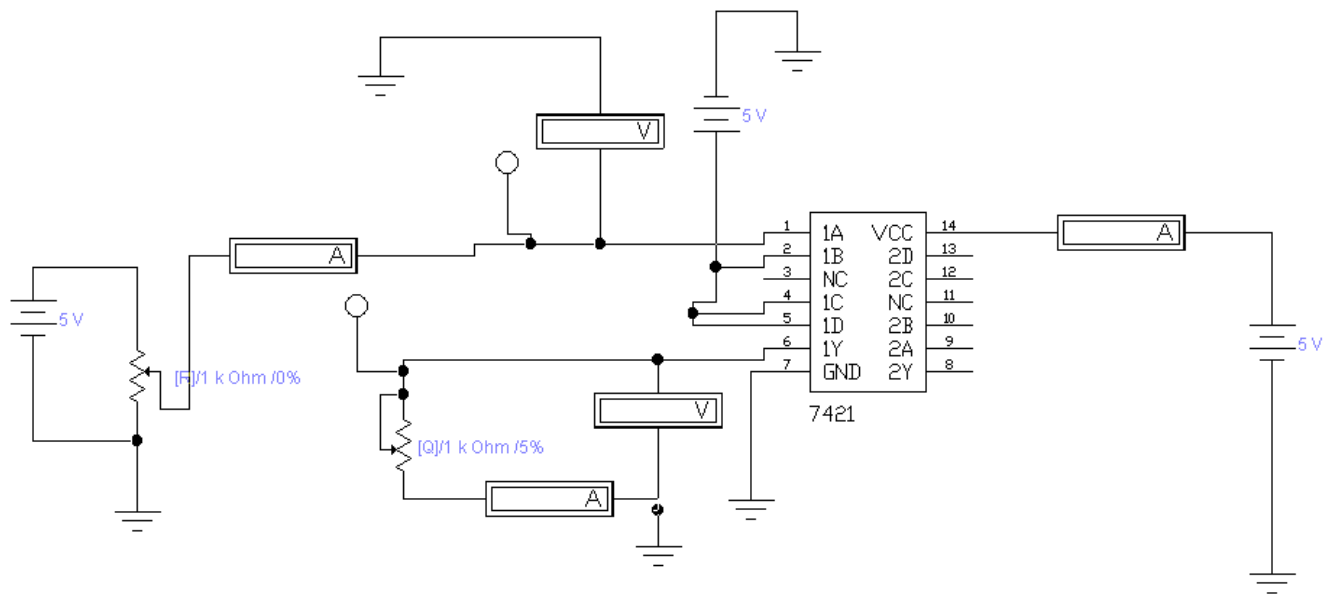 V
5 V
A
5 V
[R]/1 k Ohm /0%
1 1A VCC 14
2 1B 2D 13
3 NC 2C 12
4 1C NC 11
5 1D 2B 10
6 1Y 2A 9
7 GND 2Y 8
7421
A
5 V
V
[Q]/1 k Ohm /5%
A